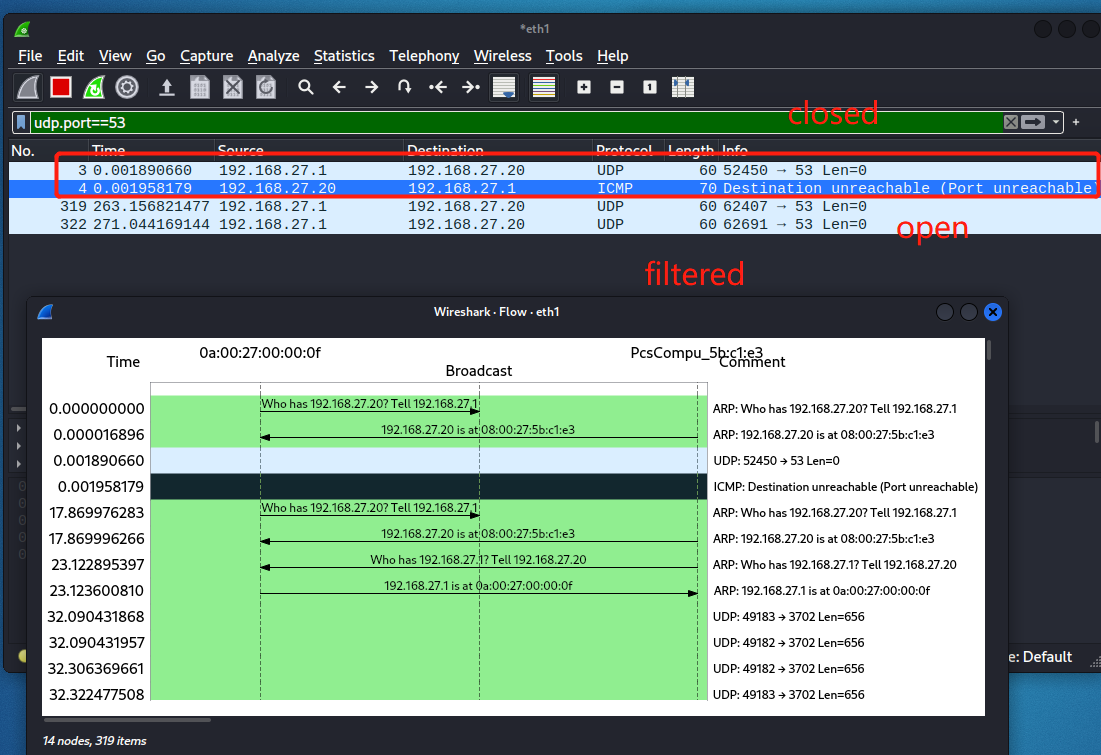 *eth1
File Edit View Go Capture Analyze Statistics Telephony Wireless Tools Help
udp.port==53
closed
No. Time Source Destination Protocol Length Info
3 0.001890660 192.168.27.1 192.168.27.20 UDP 60 52450 → 53 Len=0
4 0.001958179 192.168.27.20 192.168.27.1 ICMP 70 Destination unreachable (Port unreachable)
319 263.156821477 192.168.27.1 192.168.27.20 UDP 60 62407 → 53 Len=0
322 271.044169144 192.168.27.1 192.168.27.20 UDP 60 62691 → 53 Len=0
open
filtered
Wireshark · Flow · eth1
Time 0a:00:27:00:00:0f Broadcast PcsCompu_5b:c1:e3 Comment
0.000000000 Who has 192.168.27.20? Tell 192.168.27.1 ARP: Who has 192.168.27.20? Tell 192.168.27.1
0.000016896 192.168.27.20 is at 08:00:27:5b:c1:e3 ARP: 192.168.27.20 is at 08:00:27:5b:c1:e3
0.001890660 UDP: 52450 → 53 Len=0
0.001958179 ICMP: Destination unreachable (Port unreachable)
17.869976283 Who has 192.168.27.20? Tell 192.168.27.1 ARP: Who has 192.168.27.20? Tell 192.168.27.1
17.869996266 192.168.27.20 is at 08:00:27:5b:c1:e3 ARP: 192.168.27.20 is at 08:00:27:5b:c1:e3
23.122895397 Who has 192.168.27.1? Tell 192.168.27.20 ARP: Who has 192.168.27.1? Tell 192.168.27.20
23.123600810 192.168.27.1 is at 0a:00:27:00:00:0f ARP: 192.168.27.1 is at 0a:00:27:00:00:0f
32.090431868 UDP: 49183 → 3702 Len=656
32.090431957 UDP: 49182 → 3702 Len=656
32.306369661 UDP: 49182 → 3702 Len=656
32.322477508 UDP: 49183 → 3702 Len=656
e: Default
14 nodes, 319 items